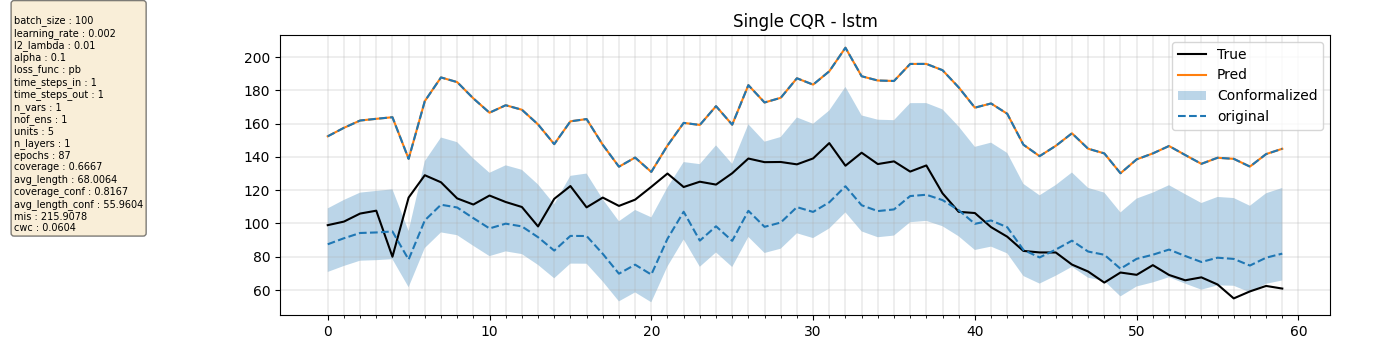 batch_size : 100
learning_rate : 0.002
l2_lambda : 0.01
alpha : 0.1
loss_func : pb
time_steps_in : 1
time_steps_out : 1
n_vars : 1
nof_ens : 1
units : 5
n_layers : 1
epochs : 87
coverage : 0.6667
avg_length : 68.0064
coverage_conf : 0.8167
avg_length_conf : 55.9604
mis : 215.9078
cwc : 0.0604
Single CQR - lstm
200
180
160
140
120
100
80
60
True
Pred
Conformalized
original
0 10 20 30 40 50 60